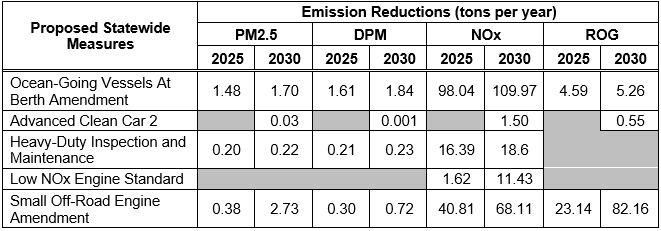 Proposed Statewide Measures Emission Reductions (tons per year)
PM2.5 DPM NOx ROG
2025 2030 2025 2030 2025 2030 2025 2030
Ocean-Going Vessels At
Berth Amendment 1.48 1.70 1.61 1.84 98.04 109.97 4.59 5.26
Advanced Clean Car 2 0.03 0.001 1.50 0.55
Heavy-Duty Inspection and
Maintenance 0.20 0.22 0.21 0.23 16.39 18.6
Low NOx Engine Standard 1.62 11.43
Small Off-Road Engine
Amendment 0.38 2.73 0.30 0.72 40.81 68.11 23.14 82.16